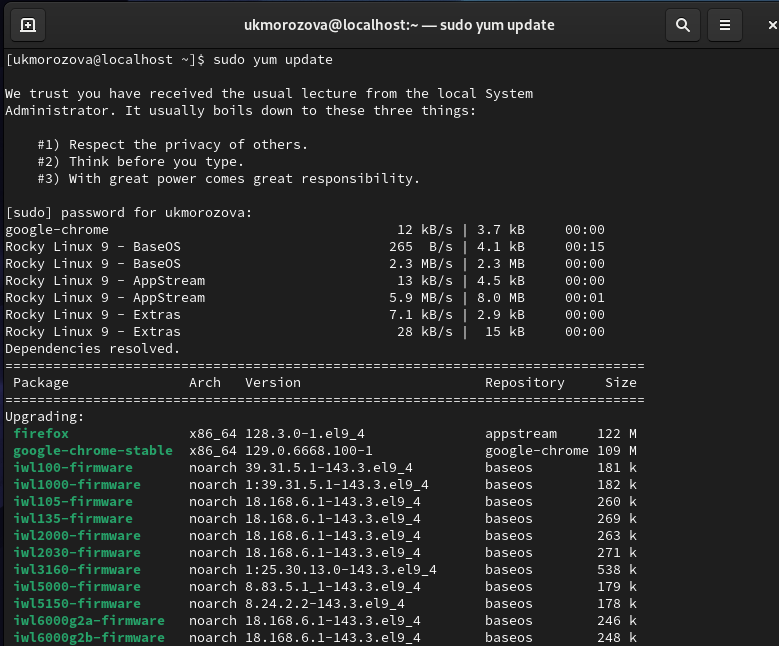 ukmorozova@localhost:~ — sudo yum update
[ukmorozova@localhost ~]$ sudo yum update
We trust you have received the usual lecture from the local System
Administrator. It usually boils down to these three things:
#1) Respect the privacy of others.
#2) Think before you type.
#3) With great power comes great responsibility.
[sudo] password for ukmorozova:
google-chrome 12 kB/s | 3.7 kB 00:00
Rocky Linux 9 - BaseOS 265 B/s | 4.1 kB 00:15
Rocky Linux 9 - BaseOS 2.3 MB/s | 2.3 MB 00:00
Rocky Linux 9 - AppStream 13 kB/s | 4.5 kB 00:00
Rocky Linux 9 - AppStream 5.9 MB/s | 8.0 MB 00:01
Rocky Linux 9 - Extras 7.1 kB/s | 2.9 kB 00:00
Rocky Linux 9 - Extras 28 kB/s | 15 kB 00:00
Dependencies resolved.
================================================================================
Package Arch Version Repository Size
================================================================================
Upgrading:
firefox x86_64 128.3.0-1.el9_4 appstream 122 M
google-chrome-stable x86_64 129.0.6668.100-1 google-chrome 109 M
iwl100-firmware noarch 39.31.5.1-143.3.el9_4 baseos 181 k
iwl1000-firmware noarch 1:39.31.5.1-143.3.el9_4 baseos 182 k
iwl105-firmware noarch 18.168.6.1-143.3.el9_4 baseos 260 k
iwl135-firmware noarch 18.168.6.1-143.3.el9_4 baseos 269 k
iwl2000-firmware noarch 18.168.6.1-143.3.el9_4 baseos 263 k
iwl2030-firmware noarch 18.168.6.1-143.3.el9_4 baseos 271 k
iwl3160-firmware noarch 1:25.30.13.0-143.3.el9_4 baseos 538 k
iwl5000-firmware noarch 8.83.5.1_1-143.3.el9_4 baseos 179 k
iwl5150-firmware noarch 8.24.2.2-143.3.el9_4 baseos 178 k
iwl6000g2a-firmware noarch 18.168.6.1-143.3.el9_4 baseos 246 k
iwl6000g2b-firmware noarch 18.168.6.1-143.3.el9_4 baseos 248 k